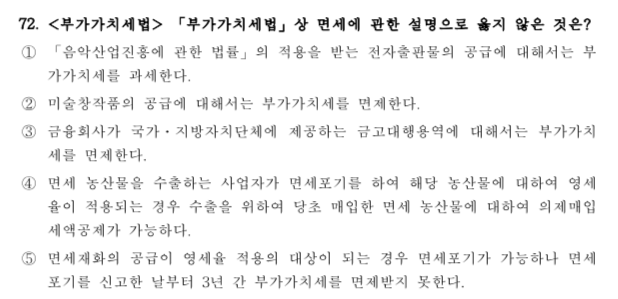 72. <부가가치세법> 「부가가치세법」상 면세에 관한 설명으로 옳지 않은 것은?
① 「음악산업진흥에 관한 법률」의 적용을 받는 전자출판물의 공급에 대해서는 부
가가치세를 과세한다.
② 미술창작품의 공급에 대해서는 부가가치세를 면제한다.
③ 금융회사가 국가・지방자치단체에 제공하는 금고대행용역에 대해서는 부가가치
세를 면제한다.
④ 면세 농산물을 수출하는 사업자가 면세포기를 하여 해당 농산물에 대하여 영세
율이 적용되는 경우 수출을 위하여 당초 매입한 면세 농산물에 대하여 의제매입
세액공제가 가능하다.
⑤ 면세재화의 공급이 영세율 적용의 대상이 되는 경우 면세포기가 가능하나 면세
포기를 신고한 날부터 3년 간 부가가치세를 면제받지 못한다.